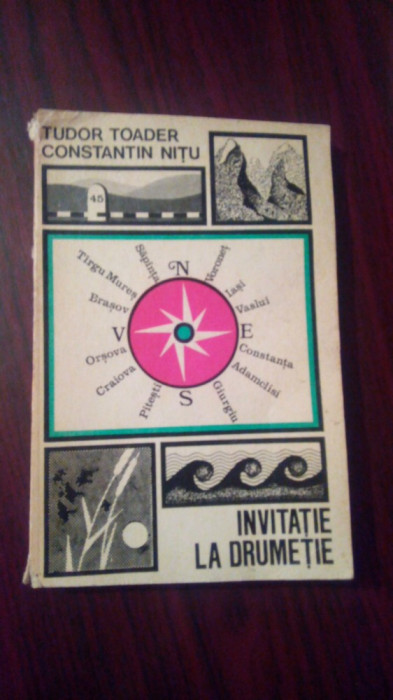 TUDOR TOADER
CONSTANTIN NIȚU
45
N
Săpînța
Voroneț
Tîrgu Mureș
Iași
Brașov
Vaslui
V
E
Orșova
Constanța
Craiova
Adamclisi
Pitești
Giurgiu
S
INVITAȚIE
LA DRUMEȚIE